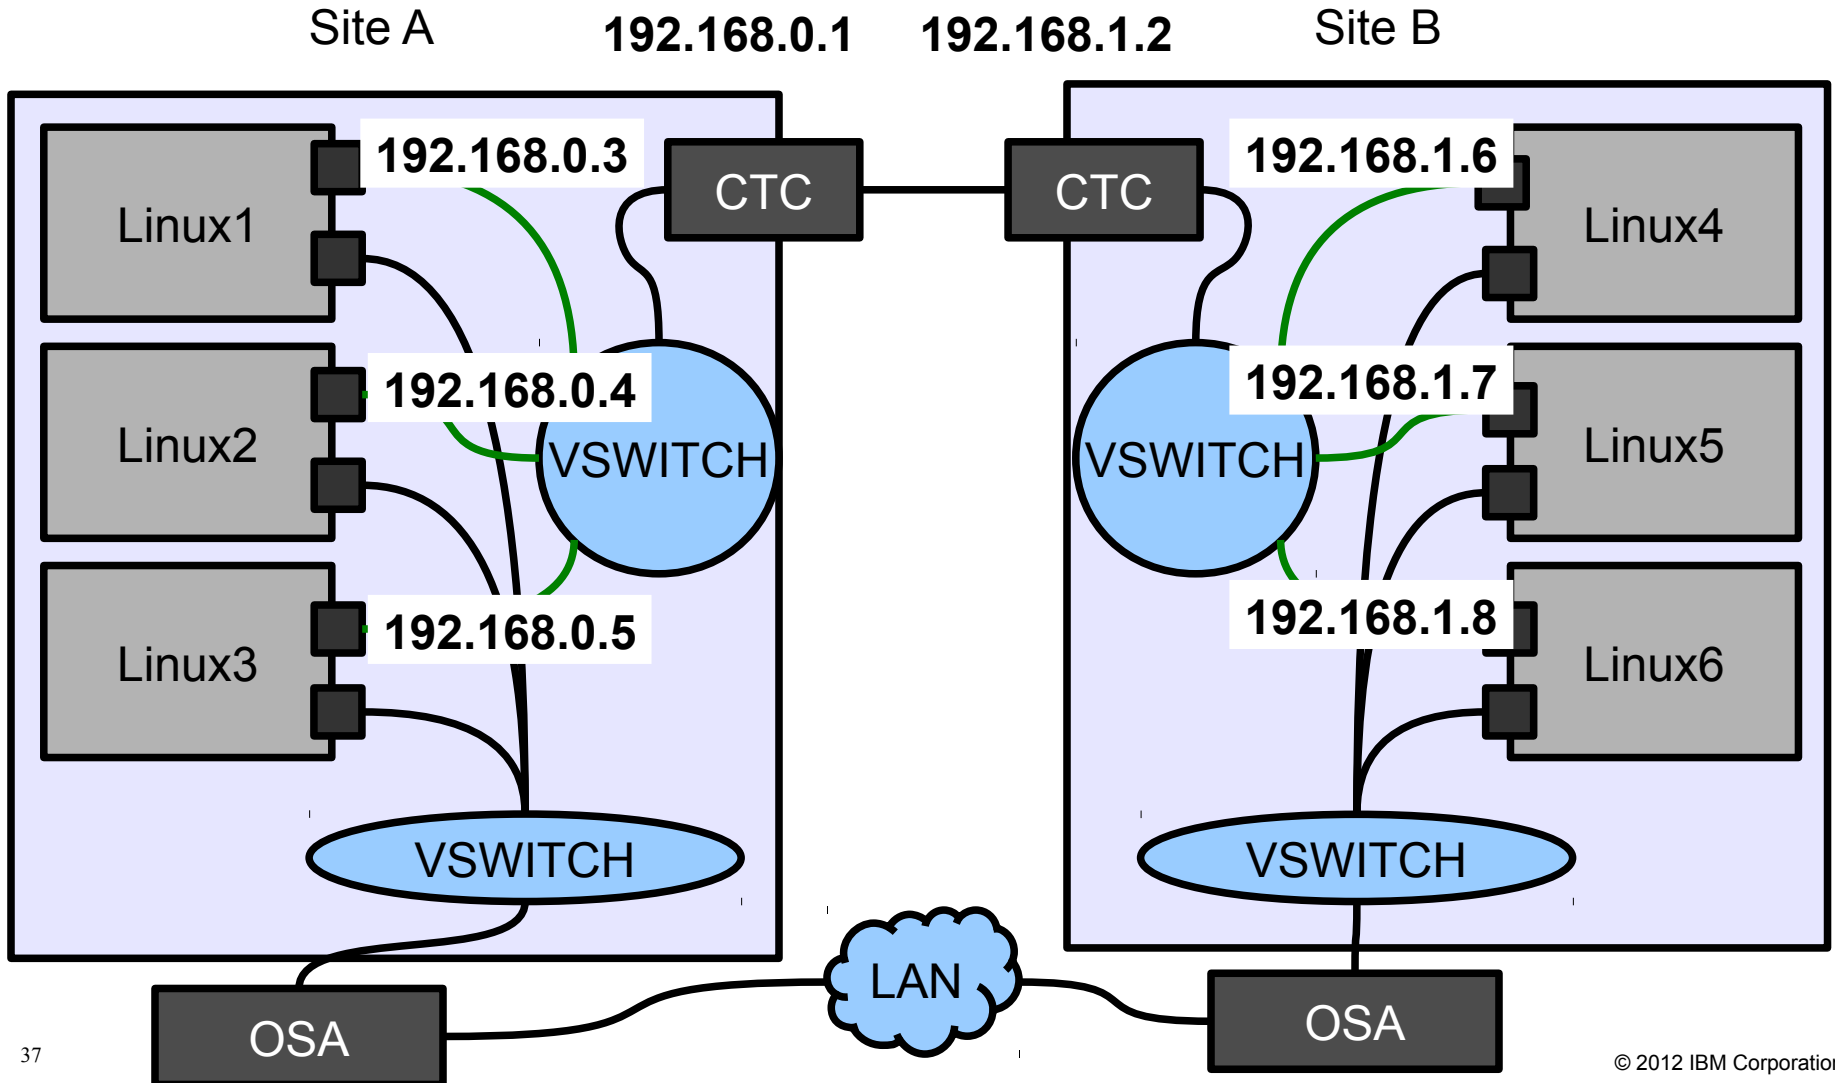 Site A
192.168.0.1
192.168.1.2
Site B
192.168.0.3
CTC
CTC
192.168.1.6
Linux1
Linux4
192.168.0.4
192.168.1.7
Linux2
VSWITCH
VSWITCH
Linux5
192.168.0.5
192.168.1.8
Linux3
Linux6
VSWITCH
VSWITCH
LAN
OSA
OSA
37
© 2012 IBM Corporation